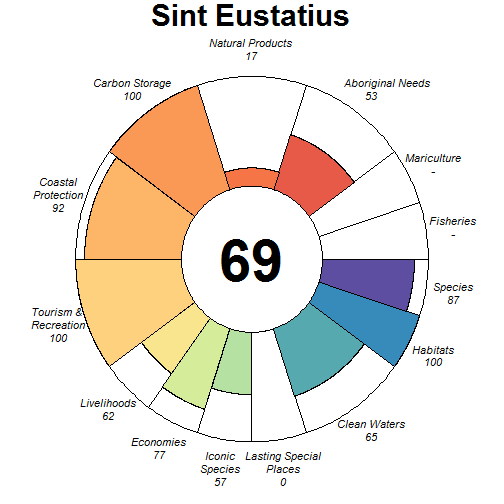 Sint Eustatius
Natural Products
17
Carbon Storage
100
Aboriginal Needs
53
Mariculture
-
Coastal
Protection
92
Fisheries
-
69
Species
87
Tourism &
Recreation
100
Habitats
100
Livelihoods
62
Clean Waters
65
Economies
77
Iconic
Species
57
Lasting Special
Places
0